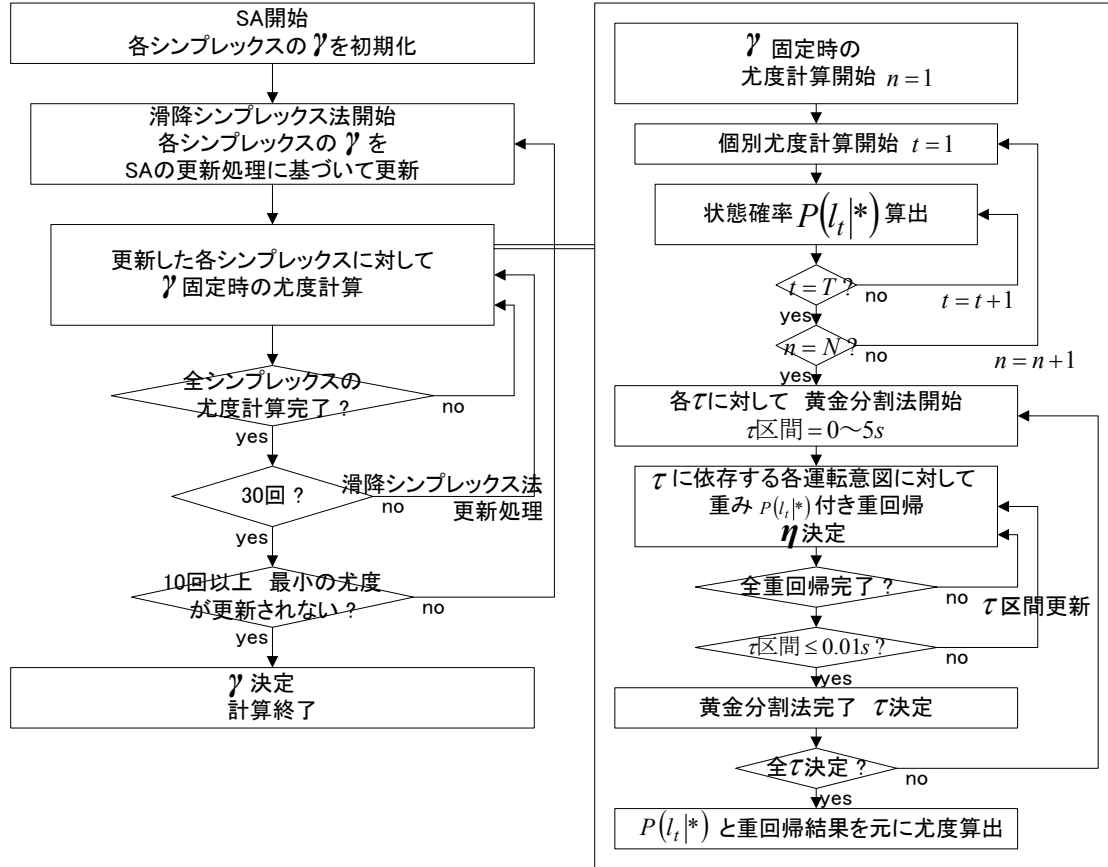 SA開始
各シンプレックスのγを初期化
滑降シンプレックス法開始
各シンプレックスの γ を
SAの更新処理に基づいて更新
更新した各シンプレックスに対して
γ 固定時の尤度計算
全シンプレックスの
尤度計算完了？
no
yes
30回？
no
滑降シンプレックス法
更新処理
yes
10回以上 最小の尤度
が更新されない？
no
yes
γ 決定
計算終了
γ 固定時の
尤度計算開始 n = 1
個別尤度計算開始 t = 1
状態確率 P(l_t|*) 算出
t = T ?
no
t = t + 1
yes
n = N ?
no
n = n + 1
yes
各τに対して 黄金分割法開始
τ区間 = 0～5s
τ に依存する各運転意図に対して
重み P(l_t|*) 付き重回帰
η 決定
全重回帰完了？
no
τ 区間更新
τ区間 ≤ 0.01s ?
no
yes
黄金分割法完了 τ 決定
全τ決定？
no
yes
P(l_t|*) と重回帰結果を元に尤度算出